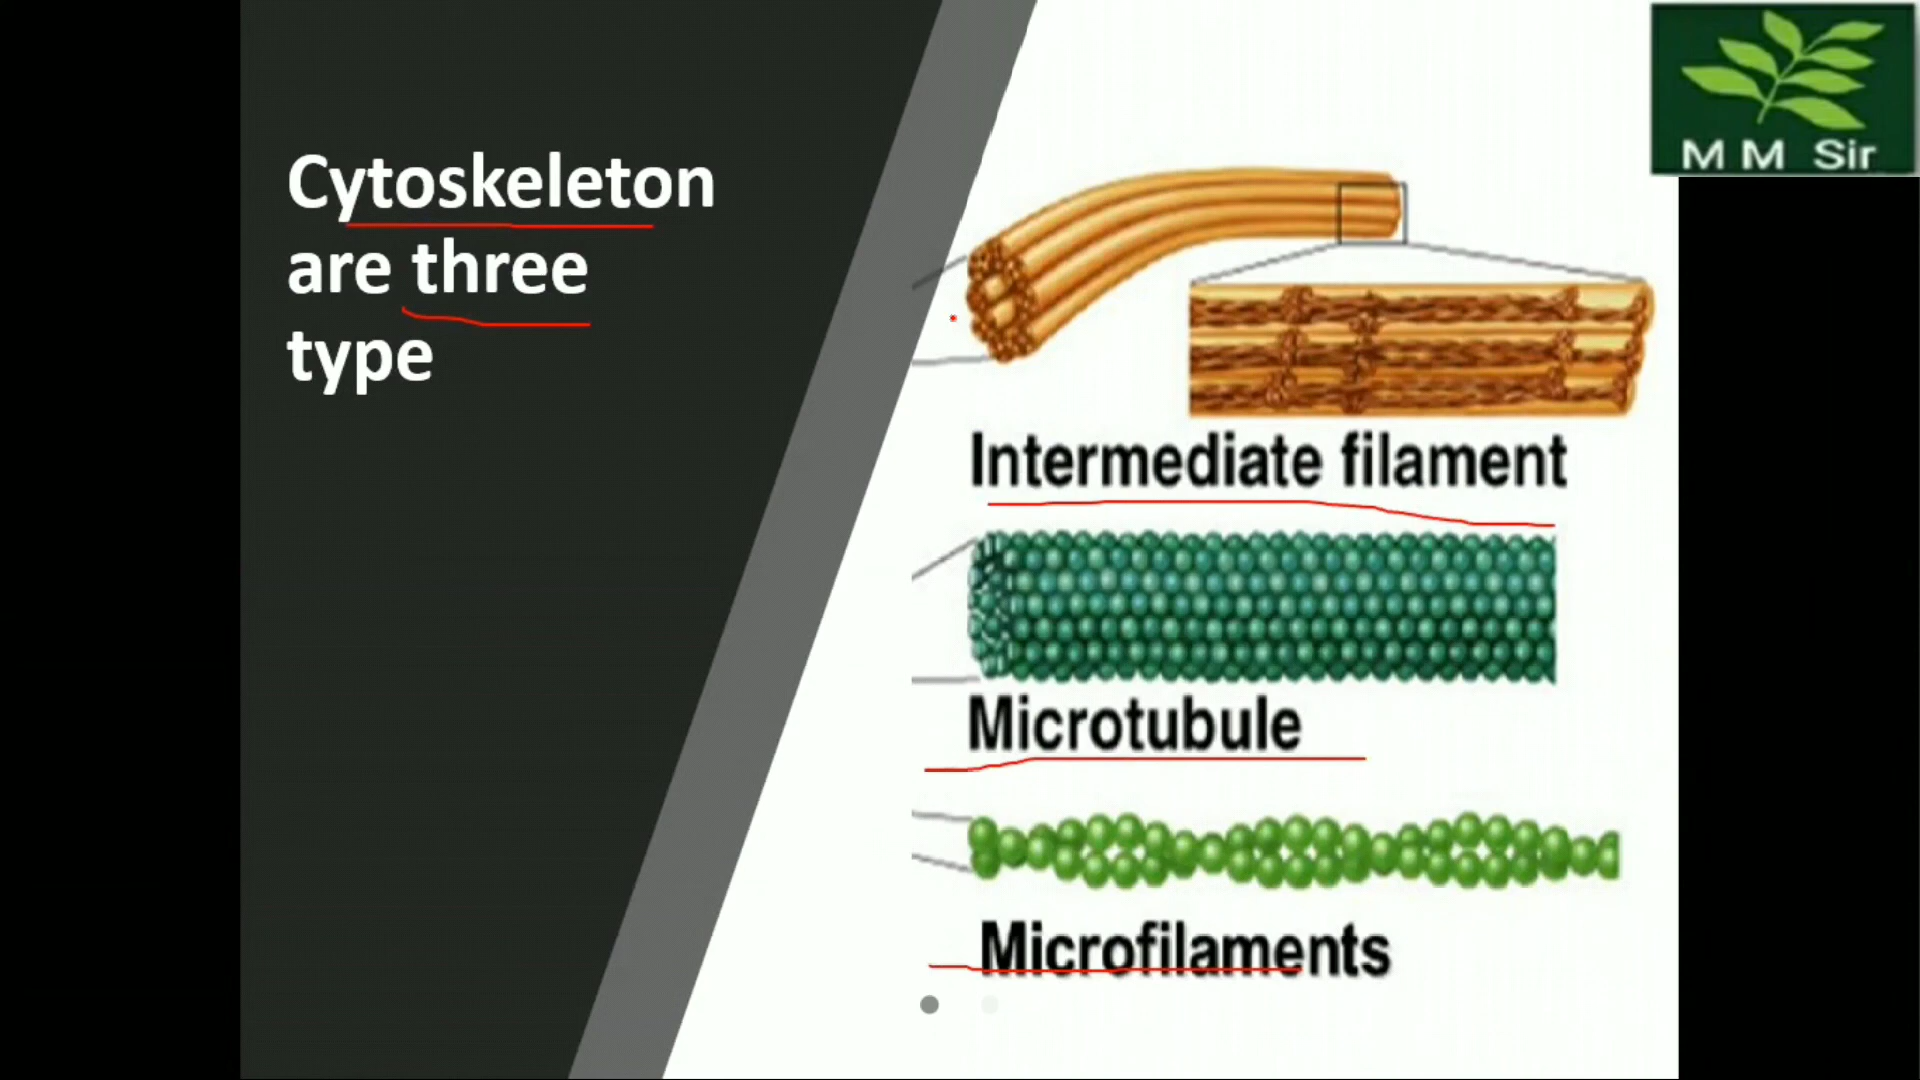 Cytoskeleton
are three
type
M M Sir
Intermediate filament
Microtubule
Microfilaments